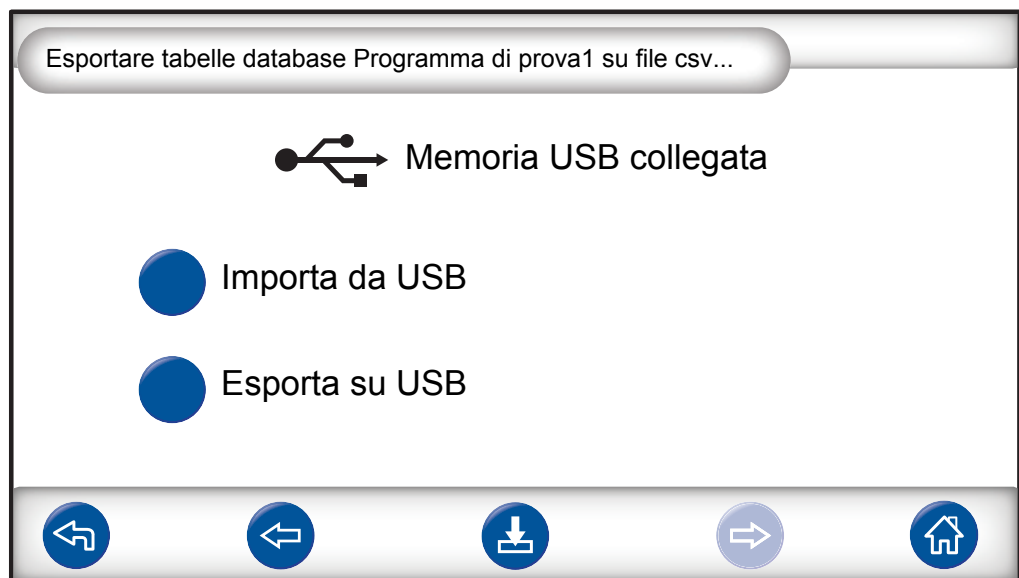 Esportare tabelle database Programma di prova1 su file csv...
Memoria USB collegata
Importa da USB
Esporta su USB